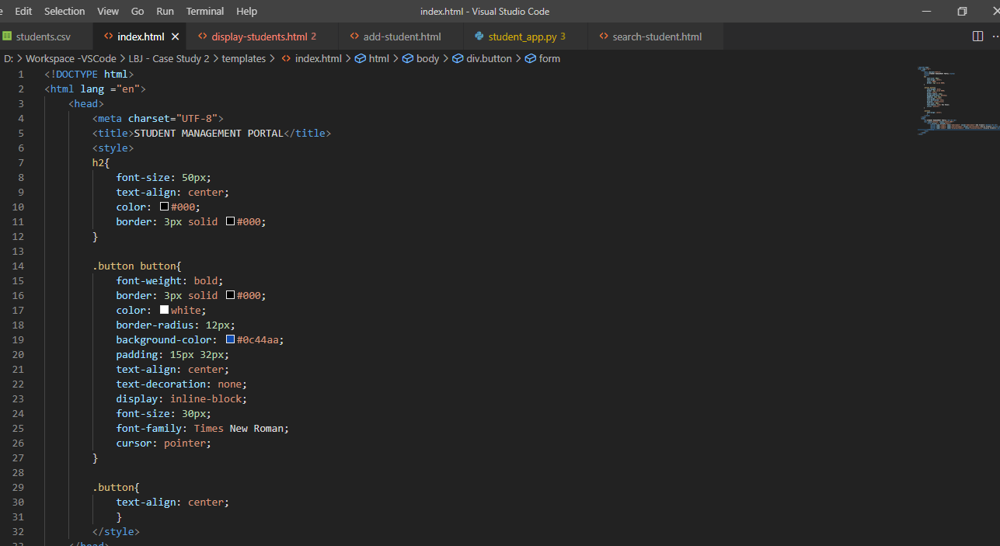 Edit Selection View Go Run Terminal Help index.html - Visual Studio Code
students.csv index.html display-students.html 2 add-student.html student_app.py 3 search-student.html
D: > Workspace -VSCode > LBJ - Case Study 2 > templates > index.html > html > body > div.button > form
1 <!DOCTYPE html>
2 <html lang ="en">
3 <head>
4 <meta charset="UTF-8">
5 <title>STUDENT MANAGEMENT PORTAL</title>
6 <style>
7 h2{
8 font-size: 50px;
9 text-align: center;
10 color: #000;
11 border: 3px solid #000;
12 }
13
14 .button button{
15 font-weight: bold;
16 border: 3px solid #000;
17 color: white;
18 border-radius: 12px;
19 background-color: #0c44aa;
20 padding: 15px 32px;
21 text-align: center;
22 text-decoration: none;
23 display: inline-block;
24 font-size: 30px;
25 font-family: Times New Roman;
26 cursor: pointer;
27 }
28
29 .button{
30 text-align: center;
31 }
32 </style>
33 </head>